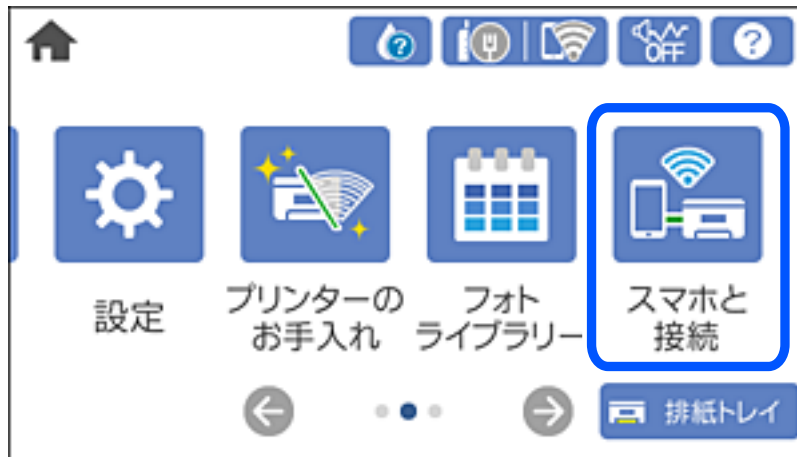 ?
OFF
?
設定
プリンターの
お手入れ
フォト
ライブラリー
スマホと
接続
排紙トレイ